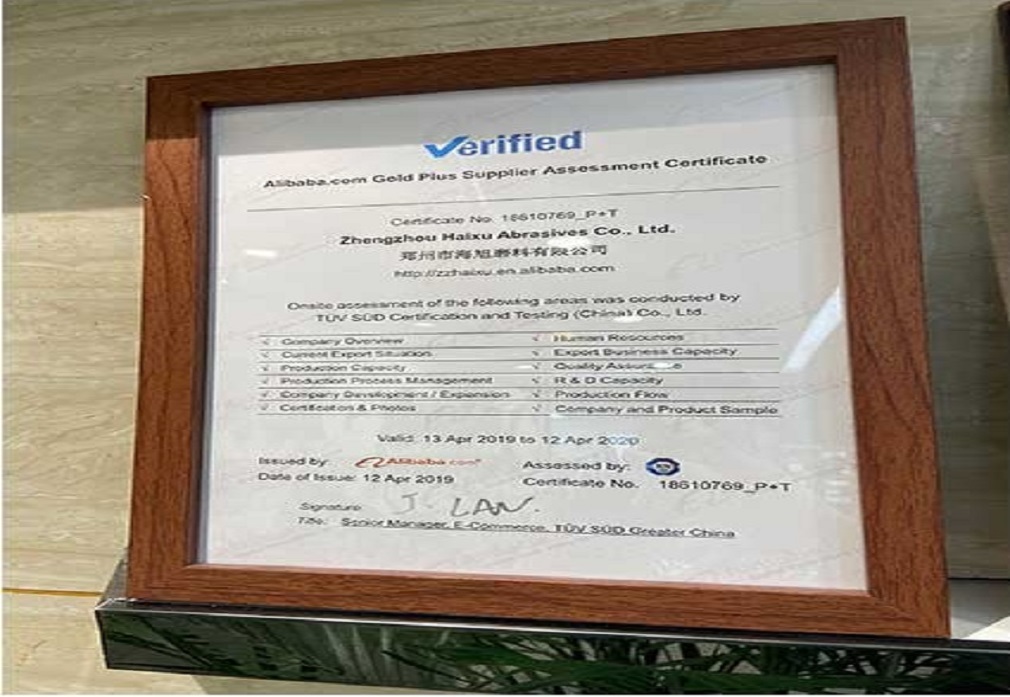 Verified
Alibaba.com Gold Plus Supplier Assessment Certificate
Certificate No. 18610769_P+T
Zhengzhou Haixu Abrasives Co., Ltd.
郑州市海旭磨料有限公司
http://zzhaixu.en.alibaba.com
Onsite assessment of the following areas was conducted by
TÜV SÜD Certification and Testing (China) Co., Ltd.
√ Company Overview √ Human Resources
√ Current Export Situation √ Export Business Capacity
√ Production Capacity √ Quality Assurance
√ Production Process Management √ R & D Capacity
√ Company Development / Expansion √ Production Flow
√ Certification & Photos √ Company and Product Sample
Valid: 13 Apr 2019 to 12 Apr 2020
Issued by: Alibaba.com Assessed by:
Date of Issue: 12 Apr 2019 Certificate No. 18610769_P+T
Signature J. LAN.
Title: Senior Manager, E-Commerce, TÜV SÜD Greater China